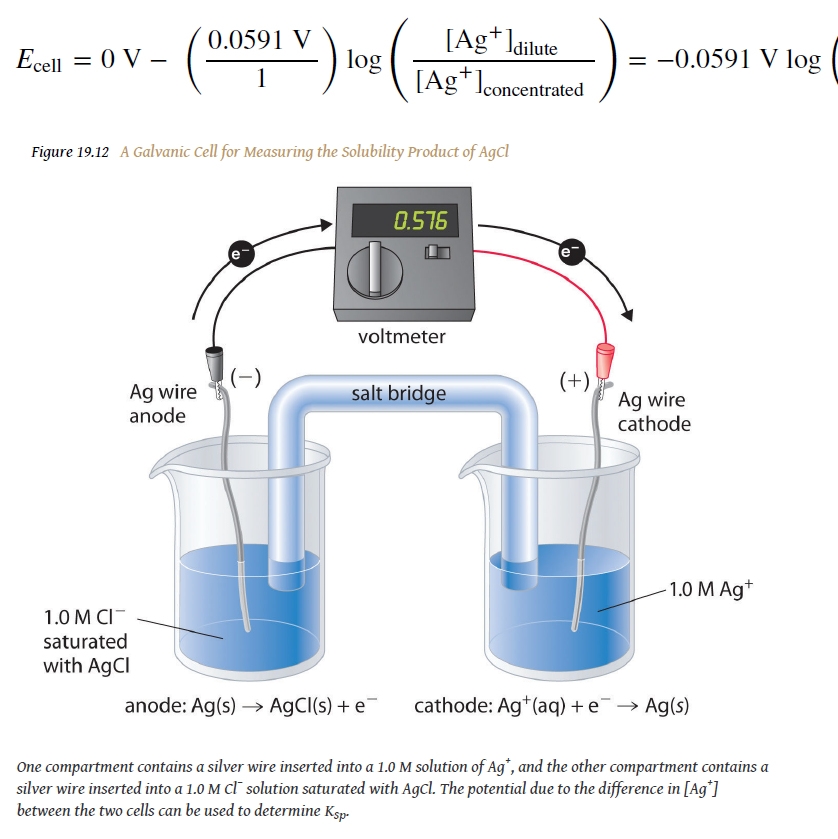 E_cell = 0 V − (0.0591 V / 1) log ([Ag⁺]_dilute / [Ag⁺]_concentrated) = −0.0591 V log (
Figure 19.12 A Galvanic Cell for Measuring the Solubility Product of AgCl
0.576
e⁻
e⁻
voltmeter
(−)
(+)
Ag wire
anode
salt bridge
Ag wire
cathode
1.0 M Ag⁺
1.0 M Cl⁻
saturated
with AgCl
anode: Ag(s) → AgCl(s) + e⁻
cathode: Ag⁺(aq) + e⁻ → Ag(s)
One compartment contains a silver wire inserted into a 1.0 M solution of Ag⁺, and the other compartment contains a
silver wire inserted into a 1.0 M Cl⁻ solution saturated with AgCl. The potential due to the difference in [Ag⁺]
between the two cells can be used to determine Ksp.